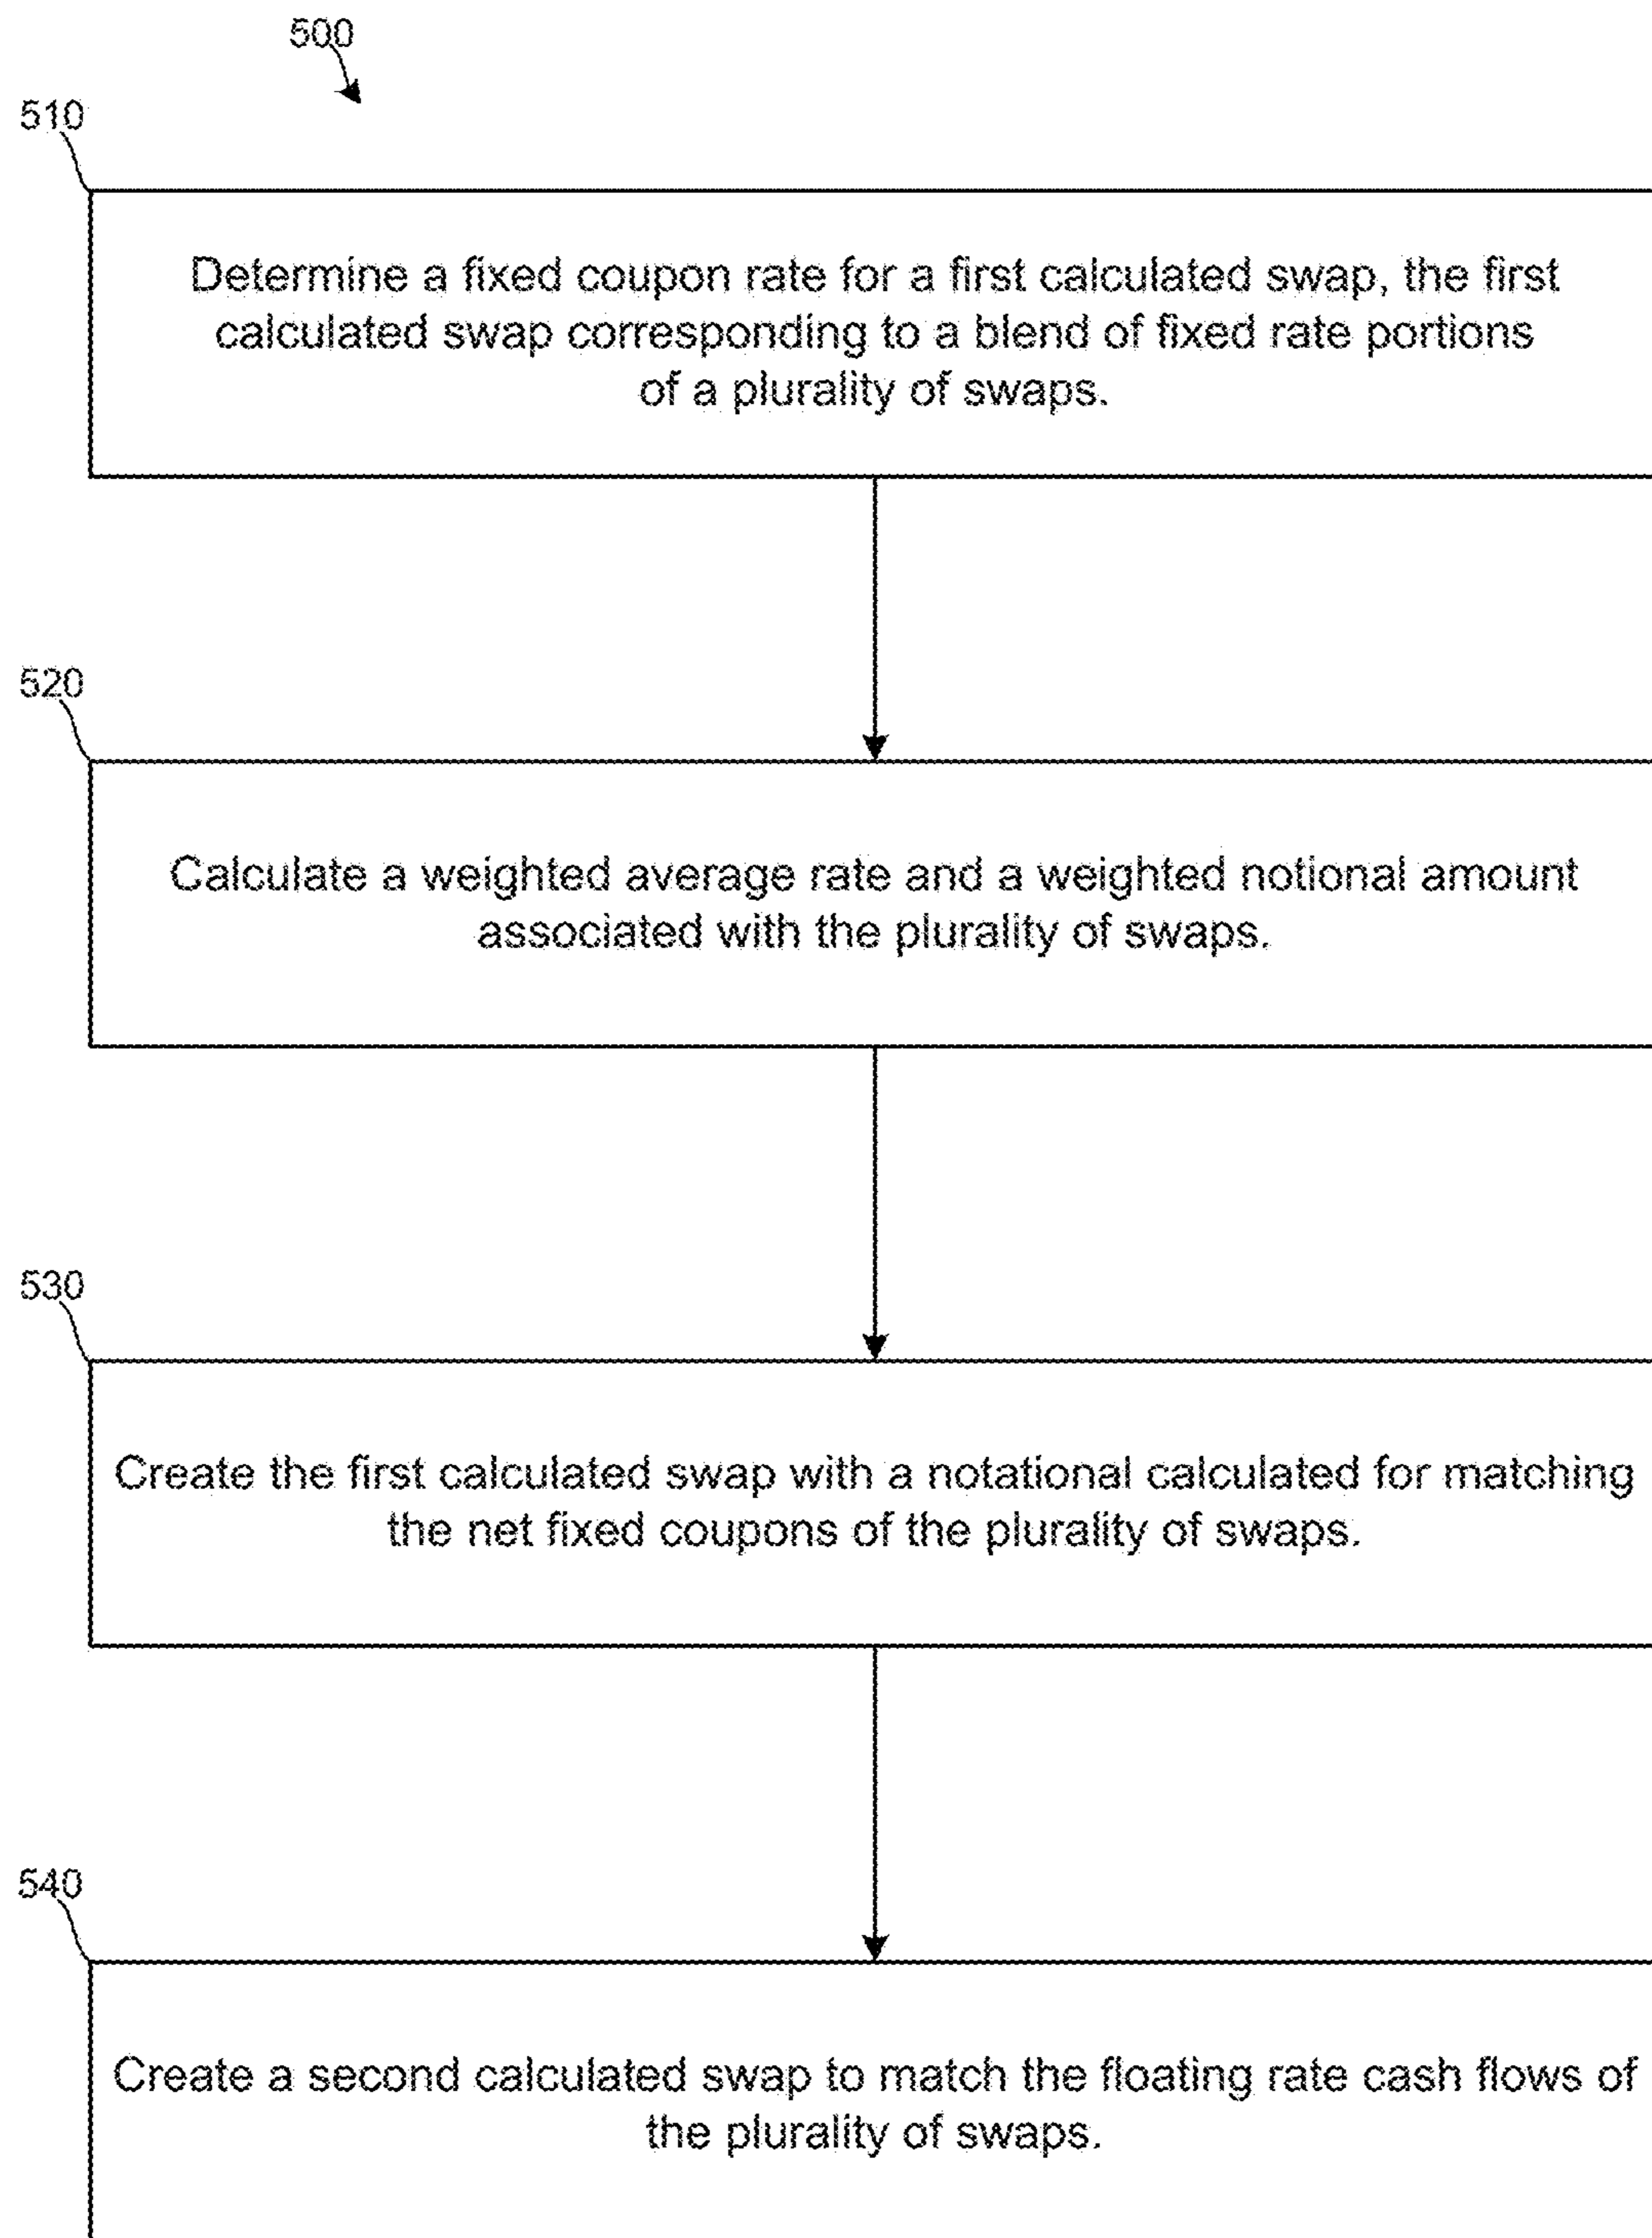 500
510
Determine a fixed coupon rate for a first calculated swap, the first
calculated swap corresponding to a blend of fixed rate portions
of a plurality of swaps.
520
Calculate a weighted average rate and a weighted notional amount
associated with the plurality of swaps.
530
Create the first calculated swap with a notational calculated for matching
the net fixed coupons of the plurality of swaps.
540
Create a second calculated swap to match the floating rate cash flows of
the plurality of swaps.